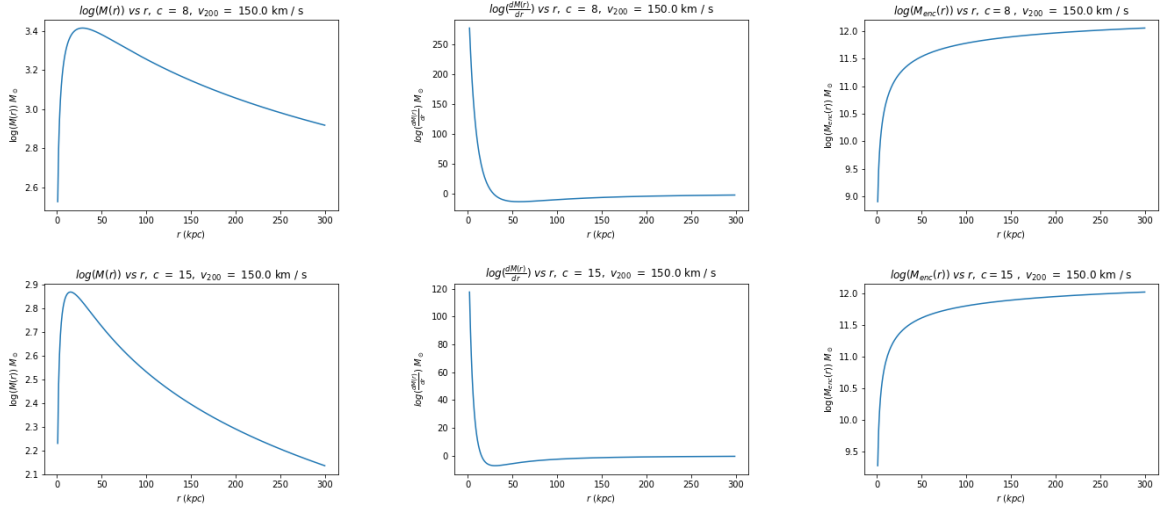 log(M(r)) vs r, c = 8, v₂₀₀ = 150.0 km / s
log(M(r)) M⊙
3.4
3.2
3.0
2.8
2.6
0 50 100 150 200 250 300
r (kpc)
log(dM(r)/dr) vs r, c = 8, v₂₀₀ = 150.0 km / s
log(dM(r)/dr) M⊙
250
200
150
100
50
0
0 50 100 150 200 250 300
r (kpc)
log(Mₑₙc(r)) vs r, c = 8 , v₂₀₀ = 150.0 km / s
log(Mₑₙc(r)) M⊙
12.0
11.5
11.0
10.5
10.0
9.5
9.0
0 50 100 150 200 250 300
r (kpc)
log(M(r)) vs r, c = 15, v₂₀₀ = 150.0 km / s
log(M(r)) M⊙
2.9
2.8
2.7
2.6
2.5
2.4
2.3
2.2
2.1
0 50 100 150 200 250 300
r (kpc)
log(dM(r)/dr) vs r, c = 15, v₂₀₀ = 150.0 km / s
log(dM(r)/dr) M⊙
120
100
80
60
40
20
0
0 50 100 150 200 250 300
r (kpc)
log(Mₑₙc(r)) vs r, c = 15 , v₂₀₀ = 150.0 km / s
log(Mₑₙc(r)) M⊙
12.0
11.5
11.0
10.5
10.0
9.5
0 50 100 150 200 250 300
r (kpc)